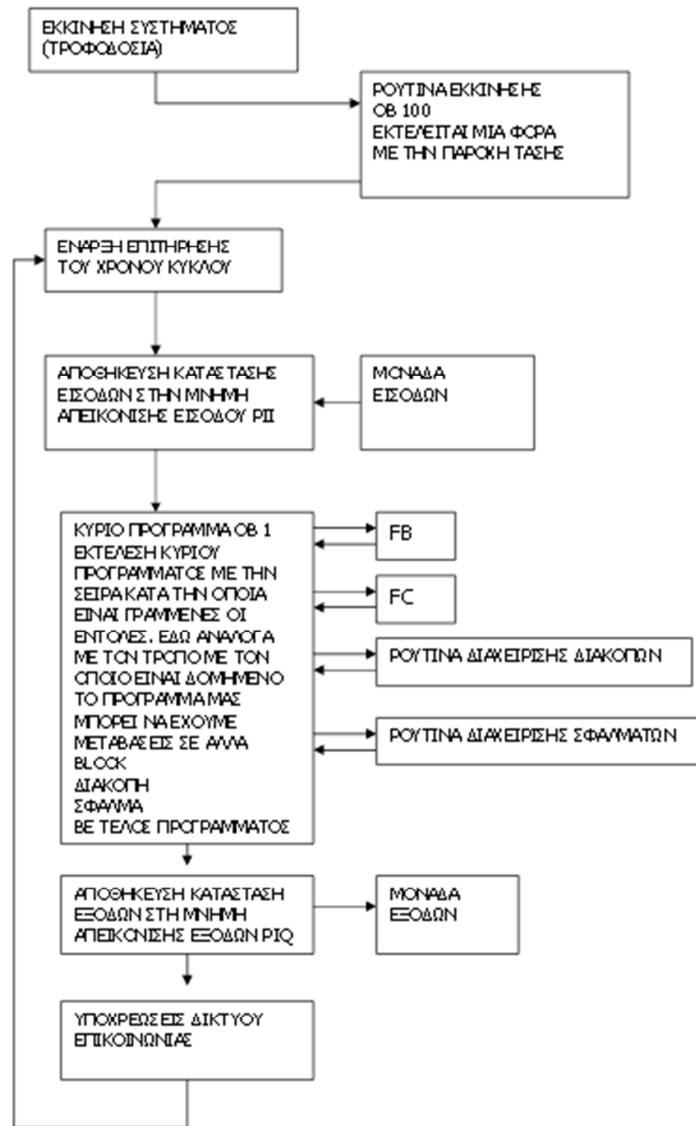 ΕΚΚΙΝΗΣΗ ΣΥΣΤΗΜΑΤΟΣ
(ΤΡΟΦΟΔΟΣΙΑ)
ΡΟΥΤΙΝΑ ΕΚΚΙΝΗΣΗΣ
ΟΒ 100
ΕΚΤΕΛΕΙΤΑΙ ΜΙΑ ΦΟΡΑ
ΜΕ ΤΗΝ ΠΑΡΟΧΗ ΤΑΣΗΣ
ΕΝΑΡΞΗ ΕΠΙΤΗΡΗΣΗΣ
ΤΟΥ ΧΡΟΝΟΥ ΚΥΚΛΟΥ
ΑΠΟΘΗΚΕΥΣΗ ΚΑΤΑΣΤΑΣΗΣ
ΕΙΣΟΔΩΝ ΣΤΗΝ ΜΝΗΜΗ
ΑΠΕΙΚΟΝΙΣΗΣ ΕΙΣΟΔΟΥ PII
ΜΟΝΑΔΑ
ΕΙΣΟΔΩΝ
ΚΥΡΙΟ ΠΡΟΓΡΑΜΜΑ ΟΒ 1
ΕΚΤΕΛΕΣΗ ΚΥΡΙΟΥ
ΠΡΟΓΡΑΜΜΑΤΟΣ ΜΕ ΤΗΝ
ΣΕΙΡΑ ΚΑΤΑ ΤΗΝ ΟΠΟΙΑ
ΕΙΝΑΙ ΓΡΑΜΜΕΝΕΣ ΟΙ
ΕΝΤΟΛΕΣ. ΕΔΩ ΑΝΑΛΟΓΑ
ΜΕ ΤΟΝ ΤΡΟΠΟ ΜΕ ΤΟΝ
ΟΠΟΙΟ ΕΙΝΑΙ ΔΟΜΗΜΕΝΟ
ΤΟ ΠΡΟΓΡΑΜΜΑ ΜΑΣ
ΜΠΟΡΕΙ ΝΑ ΕΧΟΥΜΕ
ΜΕΤΑΒΑΣΕΙΣ ΣΕ ΑΛΛΑ
BLOCK
ΔΙΑΚΟΠΗ
ΣΦΑΛΜΑ
BE ΤΕΛΟΣ ΠΡΟΓΡΑΜΜΑΤΟΣ
FB
FC
ΡΟΥΤΙΝΑ ΔΙΑΧΕΙΡΙΣΗΣ ΔΙΑΚΟΠΩΝ
ΡΟΥΤΙΝΑ ΔΙΑΧΕΙΡΙΣΗΣ ΣΦΑΛΜΑΤΩΝ
ΑΠΟΘΗΚΕΥΣΗ ΚΑΤΑΣΤΑΣΗ
ΕΞΟΔΩΝ ΣΤΗ ΜΝΗΜΗ
ΑΠΕΙΚΟΝΙΣΗΣ ΕΞΟΔΩΝ PIQ
ΜΟΝΑΔΑ
ΕΞΟΔΩΝ
ΥΠΟΧΡΕΩΣΕΙΣ ΔΙΚΤΥΟΥ
ΕΠΙΚΟΙΝΩΝΙΑΣ